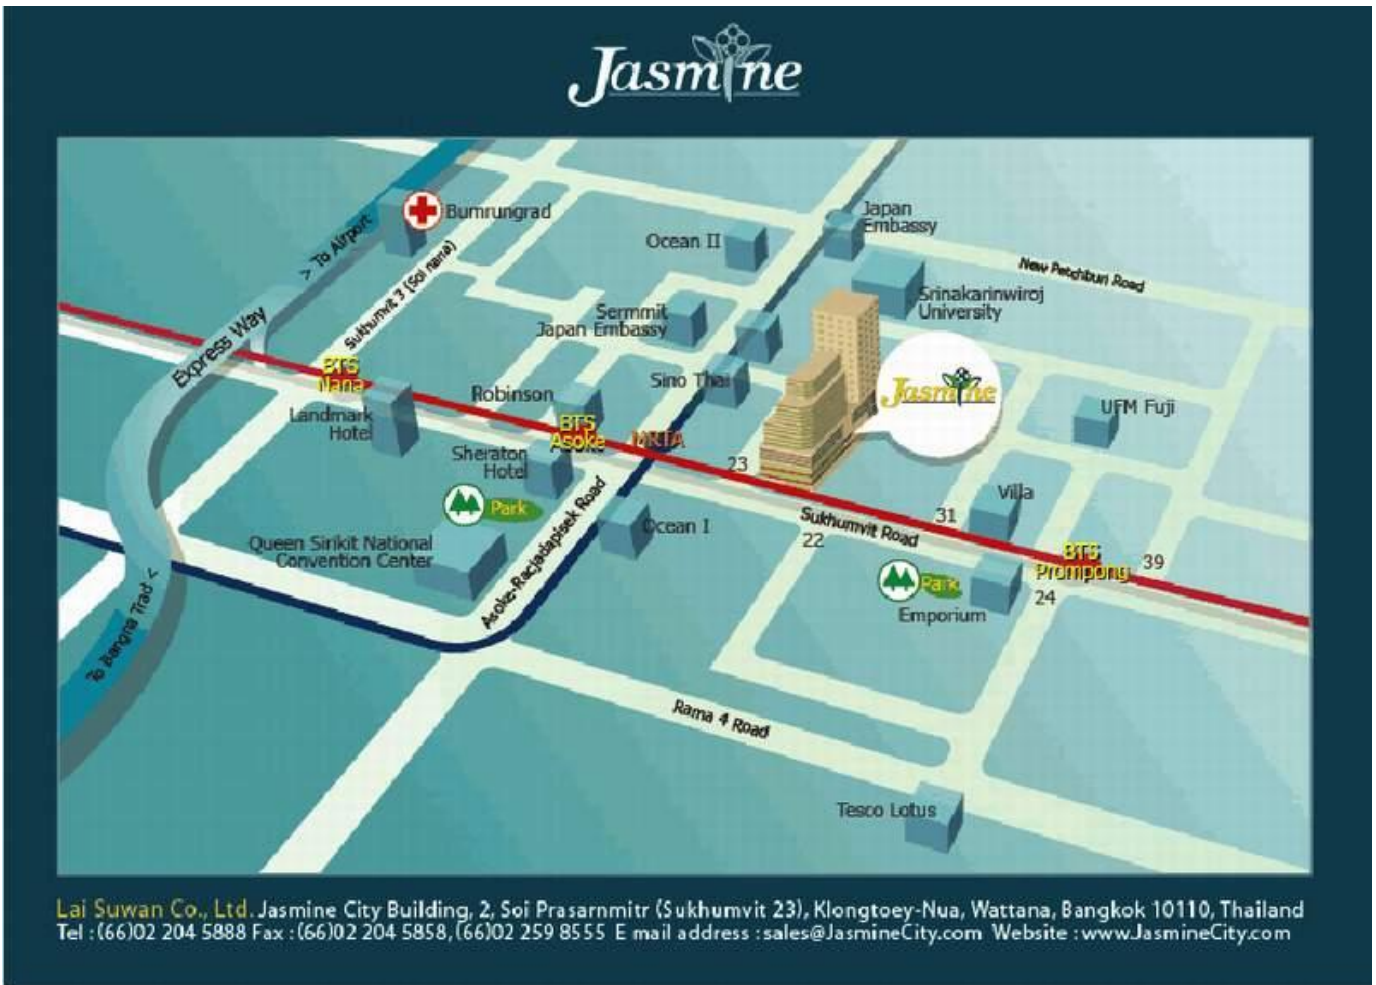 Jasmine
Bumrungrad
> To Airport
Japan
Embassy
Ocean II
Sukhumvit 3 (Soi nana)
New Petchburi Road
Srinakarinwiroj
University
Sermmit
Japan Embassy
Express Way
BTS
Nana
Sino Thai
Robinson
Jasmine
Landmark
Hotel
UFM Fuji
BTS
Asoke
MRTA
Sheraton
Hotel
23
Park
Villa
Asoke-Racjadapisek Road
Ocean I
Sukhumvit Road
31
22
Queen Sirikit National
Convention Center
BTS
Prompong
39
Park
24
Emporium
To Bangna Trad <
Rama 4 Road
Tesco Lotus
Lai Suwan Co., Ltd. Jasmine City Building, 2, Soi Prasarnmitr (Sukhumvit 23), Klongtoey-Nua, Wattana, Bangkok 10110, Thailand
Tel : (66)02 204 5888 Fax : (66)02 204 5858, (66)02 259 8555 E mail address : sales@JasmineCity.com Website : www.JasmineCity.com